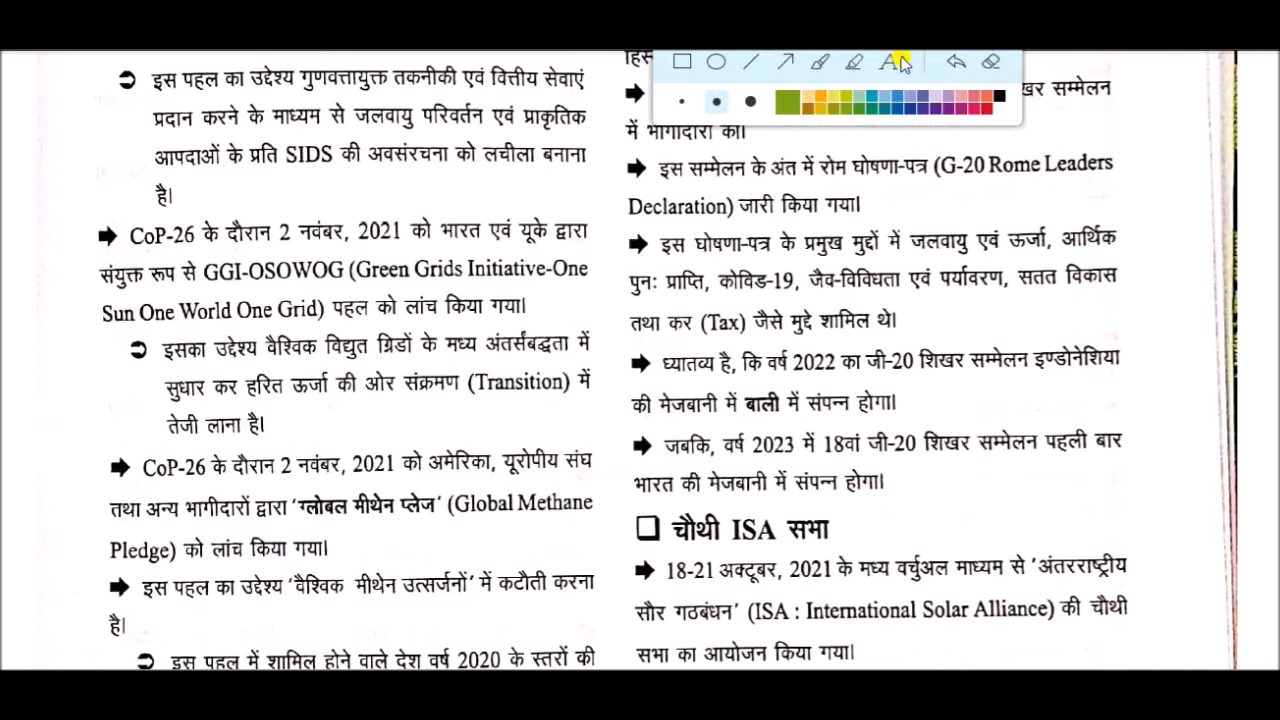 इस पहल का उद्देश्य गुणवत्तायुक्त तकनीकी एवं वित्तीय सेवाएं
प्रदान करने के माध्यम से जलवायु परिवर्तन एवं प्राकृतिक
आपदाओं के प्रति SIDS की अवसंरचना को लचीला बनाना
है।
CoP-26 के दौरान 2 नवंबर, 2021 को भारत एवं यूके द्वारा
संयुक्त रूप से GGI-OSOWOG (Green Grids Initiative-One
Sun One World One Grid) पहल को लांच किया गया।
इसका उद्देश्य वैश्विक विद्युत ग्रिडों के मध्य अंतर्संबद्धता में
सुधार कर हरित ऊर्जा की ओर संक्रमण (Transition) में
तेजी लाना है।
CoP-26 के दौरान 2 नवंबर, 2021 को अमेरिका, यूरोपीय संघ
तथा अन्य भागीदारों द्वारा 'ग्लोबल मीथेन प्लेज' (Global Methane
Pledge) को लांच किया गया।
इस पहल का उद्देश्य 'वैश्विक मीथेन उत्सर्जनों' में कटौती करना
है।
इस पहल में शामिल होने वाले देश वर्ष 2020 के स्तरों की
खर सम्मेलन
में भागीदारी की।
इस सम्मेलन के अंत में रोम घोषणा-पत्र (G-20 Rome Leaders
Declaration) जारी किया गया।
इस घोषणा-पत्र के प्रमुख मुद्दों में जलवायु एवं ऊर्जा, आर्थिक
पुनः प्राप्ति, कोविड-19, जैव-विविधता एवं पर्यावरण, सतत विकास
तथा कर (Tax) जैसे मुद्दे शामिल थे।
ध्यातव्य है, कि वर्ष 2022 का जी-20 शिखर सम्मेलन इण्डोनेशिया
की मेजबानी में बाली में संपन्न होगा।
जबकि, वर्ष 2023 में 18वां जी-20 शिखर सम्मेलन पहली बार
भारत की मेजबानी में संपन्न होगा।
चौथी ISA सभा
18-21 अक्टूबर, 2021 के मध्य वर्चुअल माध्यम से 'अंतरराष्ट्रीय
सौर गठबंधन' (ISA : International Solar Alliance) की चौथी
सभा का आयोजन किया गया।